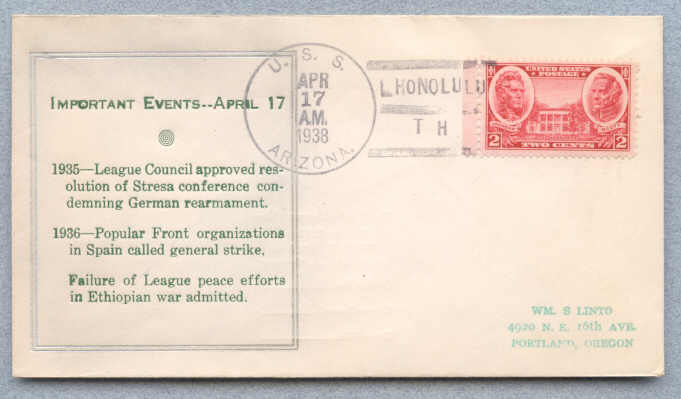 IMPORTANT EVENTS--APRIL 17
1935—League Council approved res-
olution of Stresa conference con-
demning German rearmament.
1936—Popular Front organizations
in Spain called general strike.
Failure of League peace efforts
in Ethiopian war admitted.
U. S. S.
APR
17
A.M.
1938
ARIZONA.
HONOLULU
T H
UNITED STATES
POSTAGE
2 TWO CENTS 2
WM. S LINTO
4920 N. E. 16th AVE.
PORTLAND, OREGON